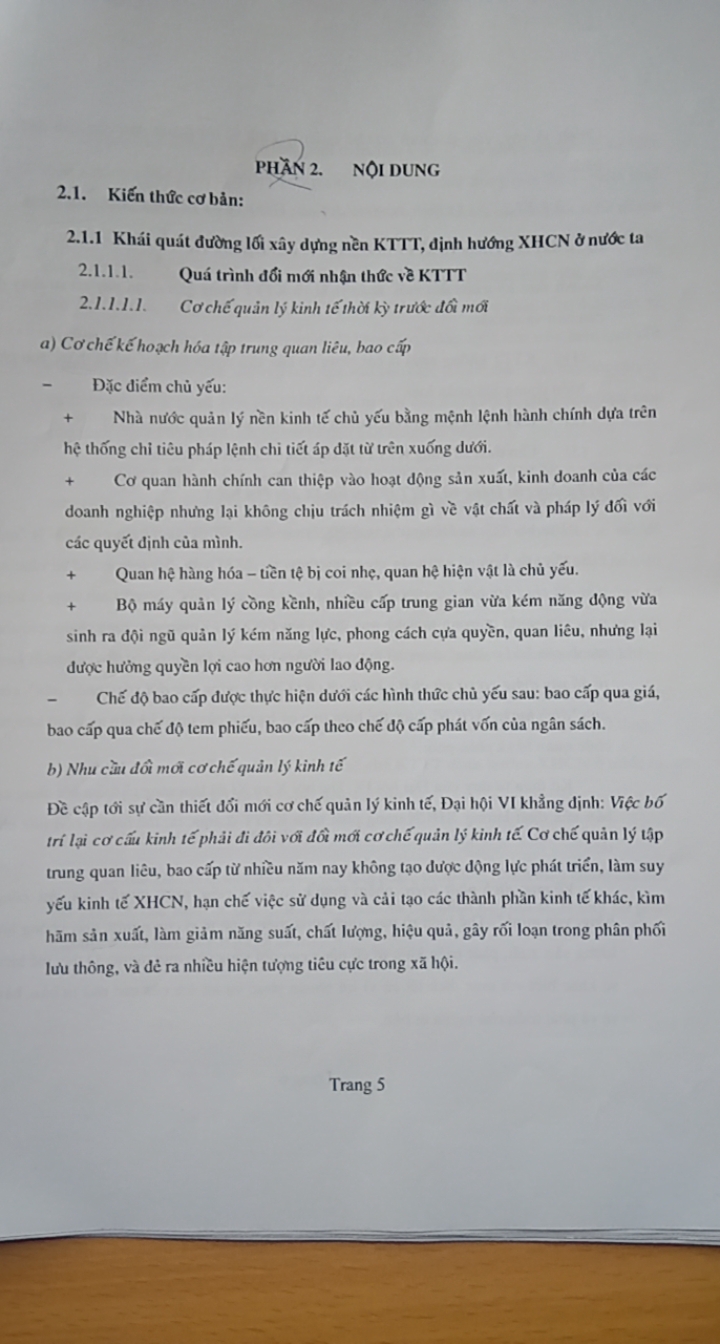 PHẦN 2. NỘI DUNG
2.1. Kiến thức cơ bản:
2.1.1 Khái quát đường lối xây dựng nền KTTT, định hướng XHCN ở nước ta
2.1.1.1. Quá trình đổi mới nhận thức về KTTT
2.1.1.1.1. Cơ chế quản lý kinh tế thời kỳ trước đổi mới
a) Cơ chế kế hoạch hóa tập trung quan liêu, bao cấp
− Đặc điểm chủ yếu:
+ Nhà nước quản lý nền kinh tế chủ yếu bằng mệnh lệnh hành chính dựa trên
hệ thống chỉ tiêu pháp lệnh chi tiết áp đặt từ trên xuống dưới.
+ Cơ quan hành chính can thiệp vào hoạt động sản xuất, kinh doanh của các
doanh nghiệp nhưng lại không chịu trách nhiệm gì về vật chất và pháp lý đối với
các quyết định của mình.
+ Quan hệ hàng hóa – tiền tệ bị coi nhẹ, quan hệ hiện vật là chủ yếu.
+ Bộ máy quản lý cồng kềnh, nhiều cấp trung gian vừa kém năng động vừa
sinh ra đội ngũ quản lý kém năng lực, phong cách cựa quyền, quan liêu, nhưng lại
được hưởng quyền lợi cao hơn người lao động.
− Chế độ bao cấp được thực hiện dưới các hình thức chủ yếu sau: bao cấp qua giá,
bao cấp qua chế độ tem phiếu, bao cấp theo chế độ cấp phát vốn của ngân sách.
b) Nhu cầu đổi mới cơ chế quản lý kinh tế
Đề cập tới sự cần thiết đổi mới cơ chế quản lý kinh tế, Đại hội VI khẳng định: Việc bố
trí lại cơ cấu kinh tế phải đi đôi với đổi mới cơ chế quản lý kinh tế. Cơ chế quản lý tập
trung quan liêu, bao cấp từ nhiều năm nay không tạo được động lực phát triển, làm suy
yếu kinh tế XHCN, hạn chế việc sử dụng và cải tạo các thành phần kinh tế khác, kìm
hãm sản xuất, làm giảm năng suất, chất lượng, hiệu quả, gây rối loạn trong phân phối
lưu thông, và đẻ ra nhiều hiện tượng tiêu cực trong xã hội.
Trang 5